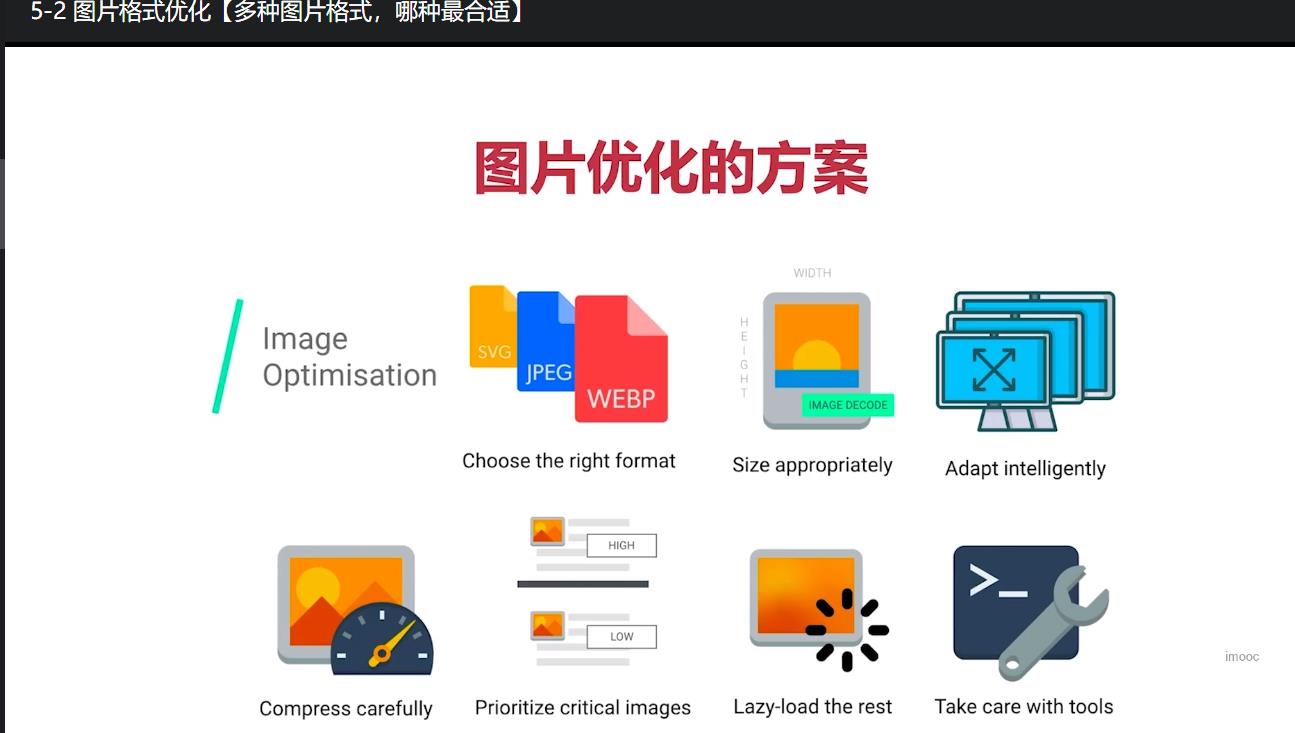 5-2 图片格式优化【多种图片格式，哪种最合适】
图片优化的方案
Image
Optimisation
SVG
JPEG
WEBP
Choose the right format
WIDTH
HEIGHT
IMAGE DECODE
Size appropriately
Adapt intelligently
Compress carefully
HIGH
LOW
Prioritize critical images
Lazy-load the rest
>_
Take care with tools
imooc